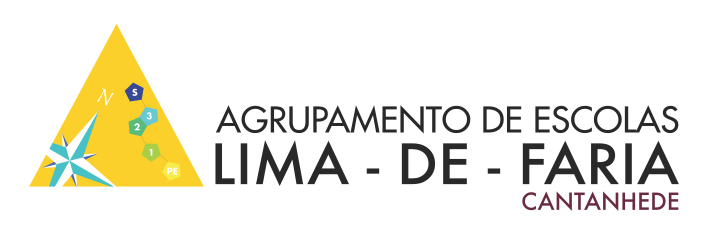 N
S
3
2
1
PE
AGRUPAMENTO DE ESCOLAS
LIMA - DE - FARIA
CANTANHEDE